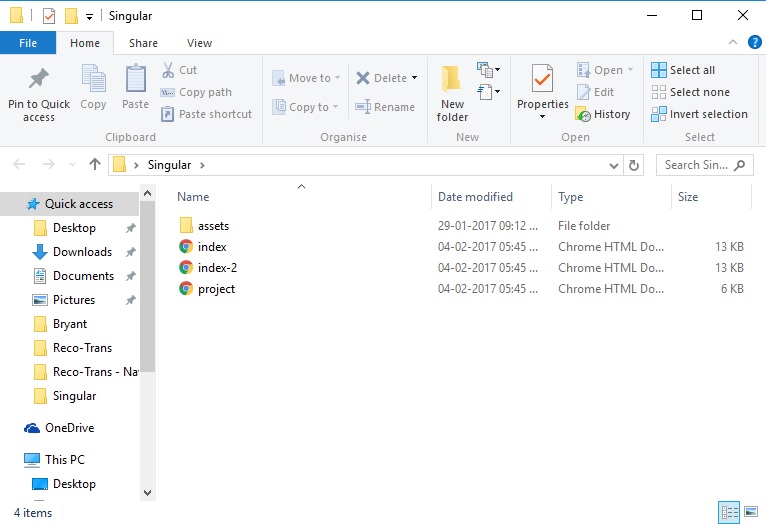 Singular
File Home Share View
Pin to Quick access
Copy
Paste
Cut
Copy path
Paste shortcut
Clipboard
Move to
Copy to
Delete
Rename
Organise
New folder
New
Properties
Open
Edit
History
Open
Select all
Select none
Invert selection
Select
Singular
Search Sin...
Quick access
Desktop
Downloads
Documents
Pictures
Bryant
Reco-Trans
Reco-Trans - Na
Singular
OneDrive
This PC
Desktop
Name Date modified Type Size
assets 29-01-2017 09:12 ... File folder
index 04-02-2017 05:45 ... Chrome HTML Do... 13 KB
index-2 04-02-2017 05:45 ... Chrome HTML Do... 13 KB
project 04-02-2017 05:45 ... Chrome HTML Do... 6 KB
4 items